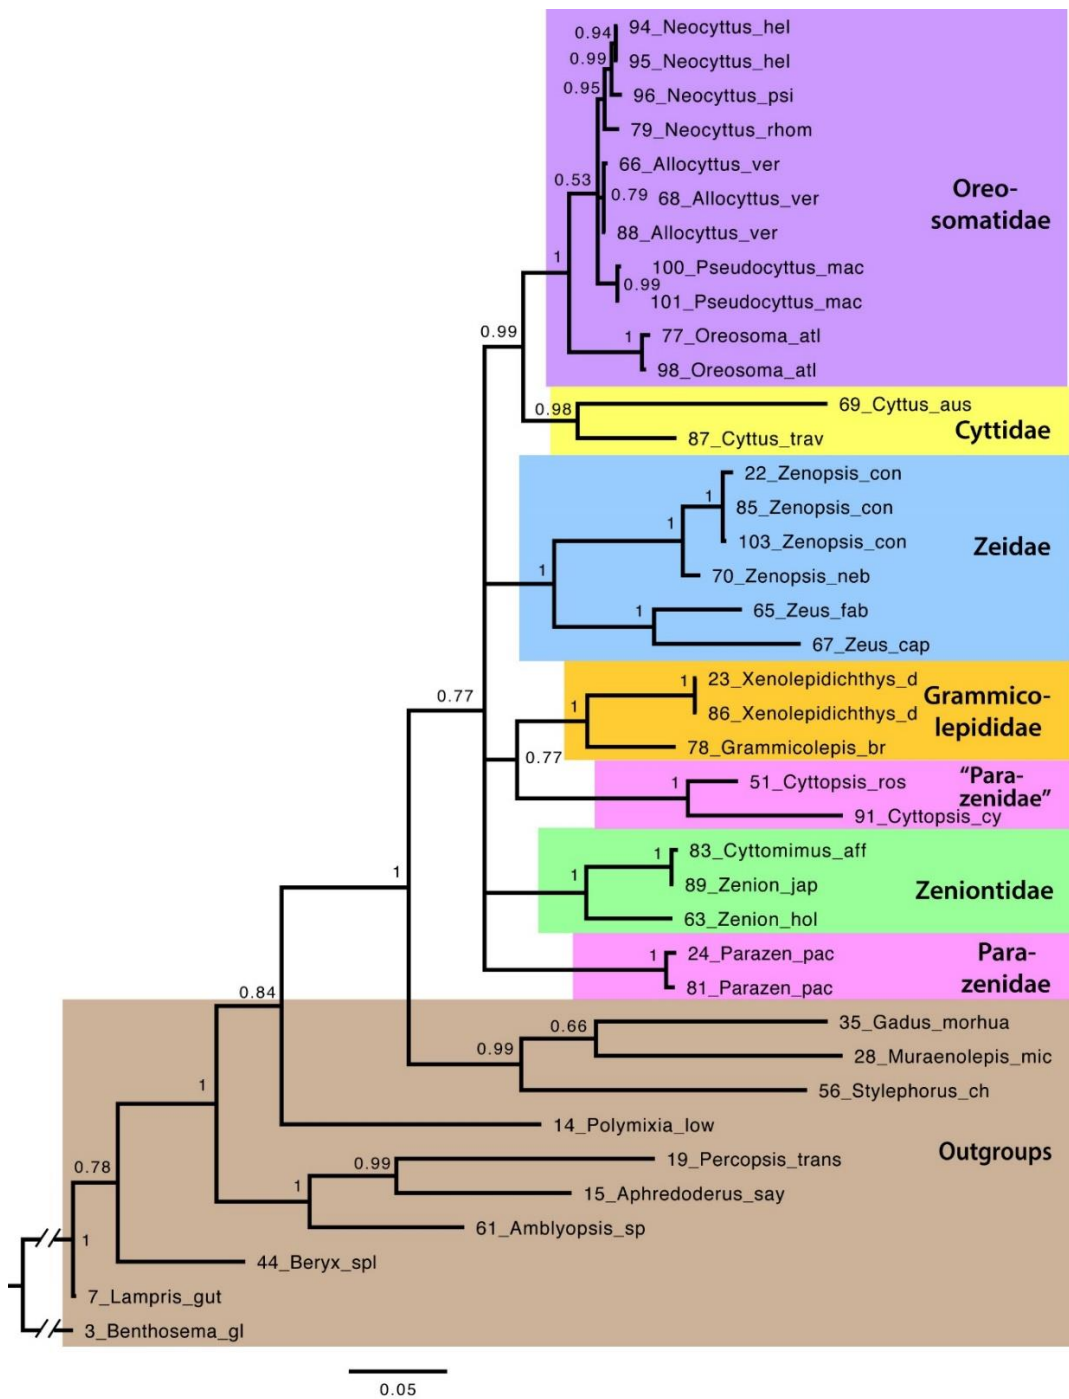 0.94
94_Neocyttus_hel
0.99
95_Neocyttus_hel
0.95
96_Neocyttus_psi
79_Neocyttus_rhom
66_Allocyttus_ver
0.53
0.79
68_Allocyttus_ver
Oreo-
somatidae
88_Allocyttus_ver
1
100_Pseudocyttus_mac
0.99
101_Pseudocyttus_mac
0.99
1
77_Oreosoma_atl
98_Oreosoma_atl
0.98
69_Cyttus_aus
87_Cyttus_trav
Cyttidae
22_Zenopsis_con
1
85_Zenopsis_con
1
103_Zenopsis_con
Zeidae
1
70_Zenopsis_neb
1
65_Zeus_fab
67_Zeus_cap
0.77
1
23_Xenolepidichthys_d
1
86_Xenolepidichthys_d
Grammico-
lepididae
78_Grammicolepis_br
0.77
1
51_Cyttopsis_ros
"Para-
zenidae"
91_Cyttopsis_cy
1
83_Cyttomimus_aff
1
1
89_Zenion_jap
Zeniontidae
63_Zenion_hol
1
24_Parazen_pac
Para-
zenidae
81_Parazen_pac
0.84
0.66
35_Gadus_morhua
0.99
28_Muraenolepis_mic
1
56_Stylephorus_ch
14_Polymixia_low
Outgroups
0.78
0.99
19_Percopsis_trans
1
15_Aphredoderus_say
61_Amblyopsis_sp
1
44_Beryx_spl
7_Lampris_gut
3_Benthosema_gl
0.05